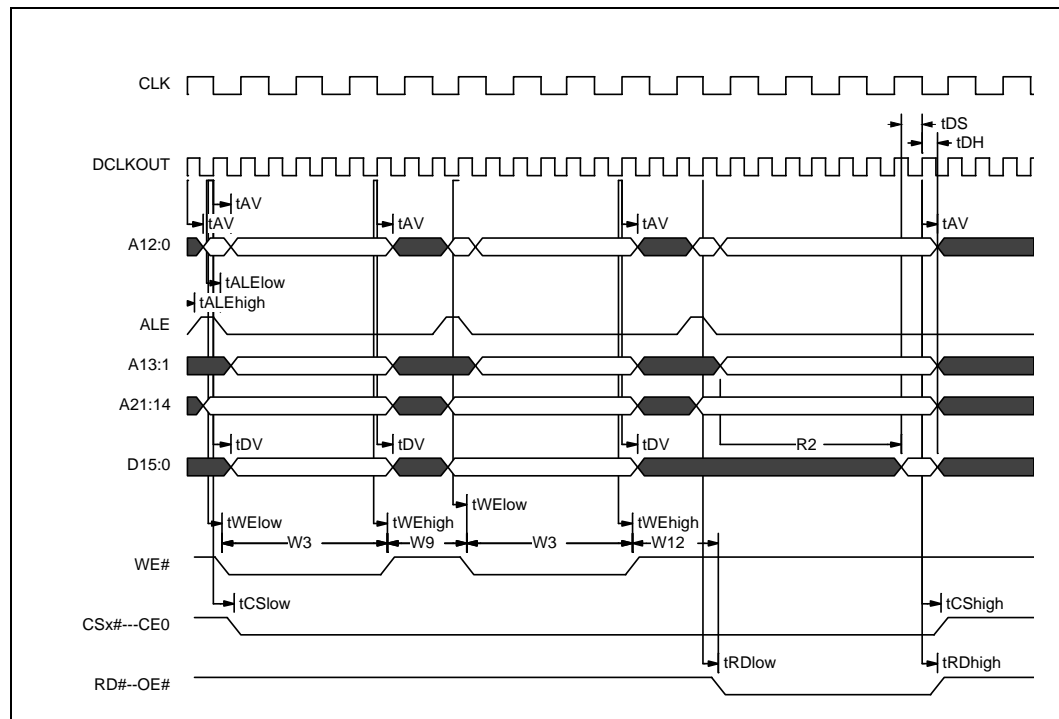 CLK
tDS
tDH
DCLKOUT
tAV
tAV tAV tAV tAV
A12:0
tALElow
tALEhigh
ALE
A13:1
A21:14
tDV tDV tDV R2
D15:0
tWElow
tWElow tWEhigh tWEhigh
W3 W9 W3 W12
WE#
tCSlow tCShigh
CSx#---CE0
tRDlow tRDhigh
RD#--OE#